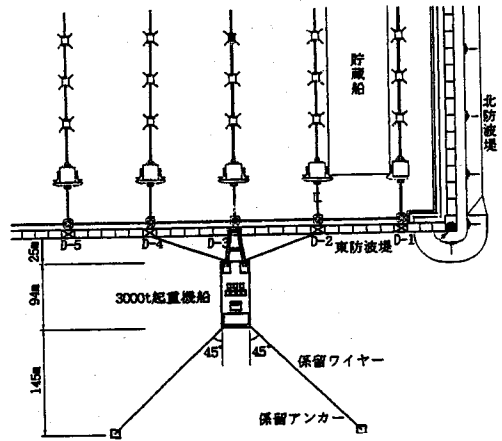 貯蔵船
北防波堤
D-5
D-4
D-3
D-2
D-1
東防波堤
25m
94m
145m
3000t起重機船
45°
45°
係留ワイヤー
係留アンカー